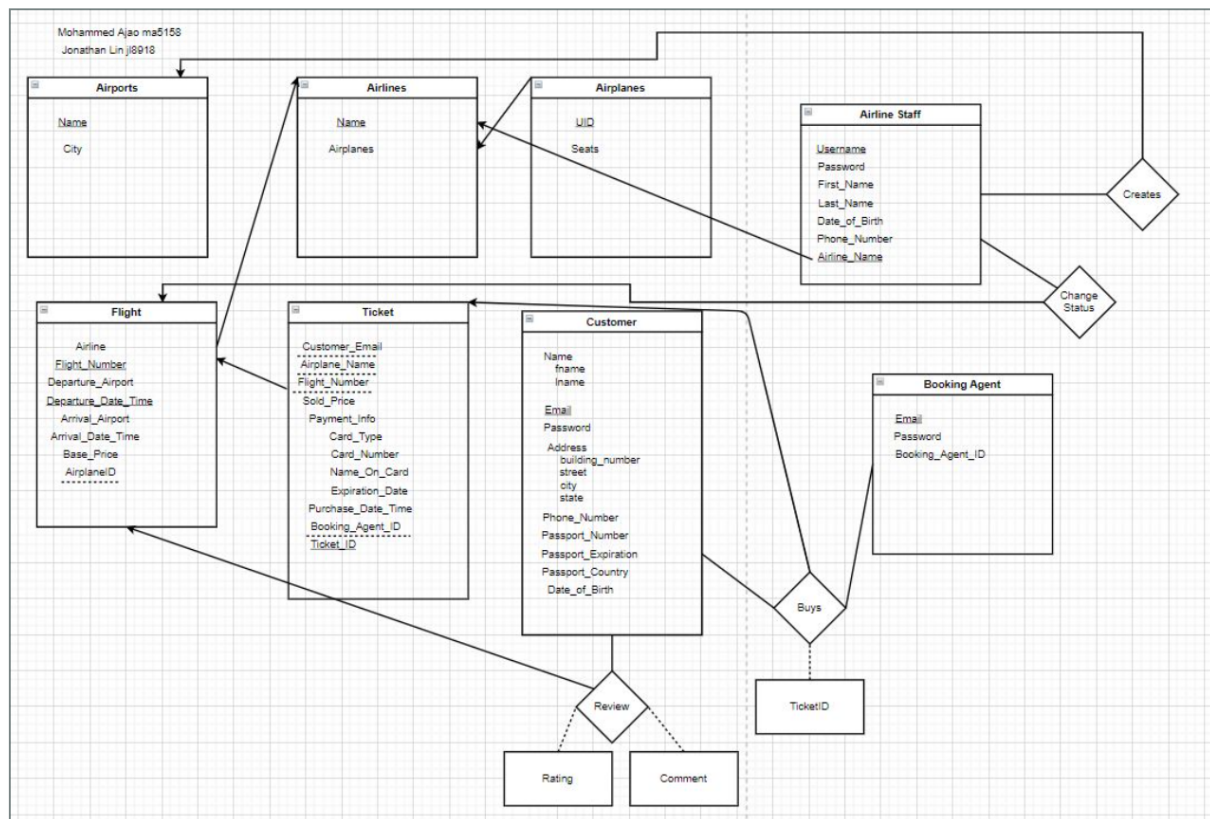 Mohammed Ajao ma5158
Jonathan Lin jl8918
Airports
Name
City
Airlines
Name
Airplanes
Airplanes
UID
Seats
Airline Staff
Username
Password
First_Name
Last_Name
Date_of_Birth
Phone_Number
Airline_Name
Creates
Change
Status
Flight
Airline
Flight_Number
Departure_Airport
Departure_Date_Time
Arrival_Airport
Arrival_Date_Time
Base_Price
AirplaneID
Ticket
Customer_Email
Airplane_Name
Flight_Number
Sold_Price
Payment_Info
Card_Type
Card_Number
Name_On_Card
Expiration_Date
Purchase_Date_Time
Booking_Agent_ID
Ticket_ID
Customer
Name
fname
lname
Email
Password
Address
building_number
street
city
state
Phone_Number
Passport_Number
Passport_Expiration
Passport_Country
Date_of_Birth
Booking Agent
Email
Password
Booking_Agent_ID
Buys
TicketID
Review
Rating
Comment